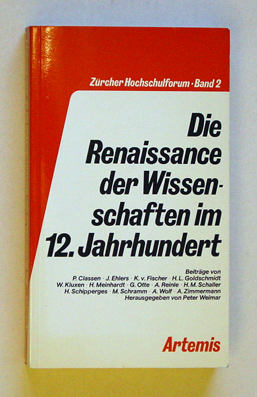 Zürcher Hochschulforum · Band 2
Die
Renaissance
der Wissen-
schaften im
12. Jahrhundert
Beiträge von
P. Classen · J. Ehlers · K. v. Fischer · H. L. Goldschmidt
W. Kluxen · H. Meinhardt · G. Otte · A. Reinle · H. M. Schaller
H. Schipperges · M. Schramm · A. Wolf · A. Zimmermann
Herausgegeben von Peter Weimar
Artemis